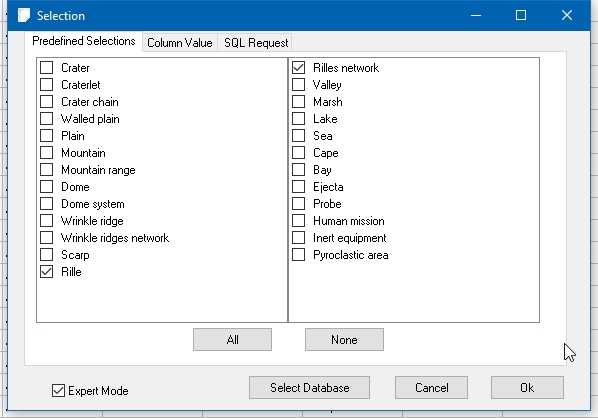 Selection
Predefined Selections Column Value SQL Request
Crater
Craterlet
Crater chain
Walled plain
Plain
Mountain
Mountain range
Dome
Dome system
Wrinkle ridge
Wrinkle ridges network
Scarp
Rille
Rilles network
Valley
Marsh
Lake
Sea
Cape
Bay
Ejecta
Probe
Human mission
Inert equipment
Pyroclastic area
All None
Expert Mode Select Database Cancel Ok